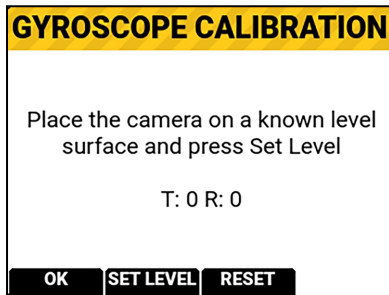 GYROSCOPE CALIBRATION
Place the camera on a known level
surface and press Set Level
T: 0 R: 0
OK SET LEVEL RESET